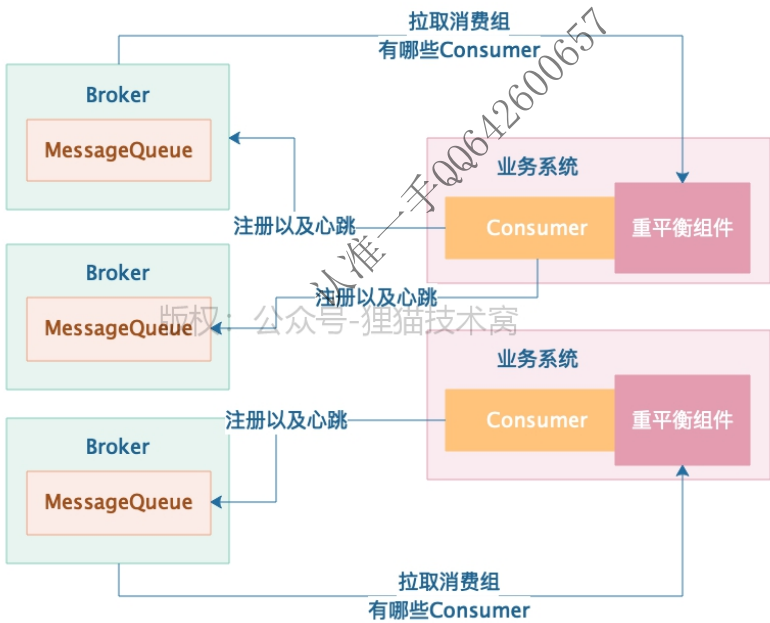 拉取消费组
有哪些Consumer
Broker
MessageQueue
业务系统
Consumer
重平衡组件
注册以及心跳
Broker
MessageQueue
注册以及心跳
认准一手QQ642600657
版权：公众号-狸猫技术窝
业务系统
Consumer
重平衡组件
注册以及心跳
Broker
MessageQueue
拉取消费组
有哪些Consumer